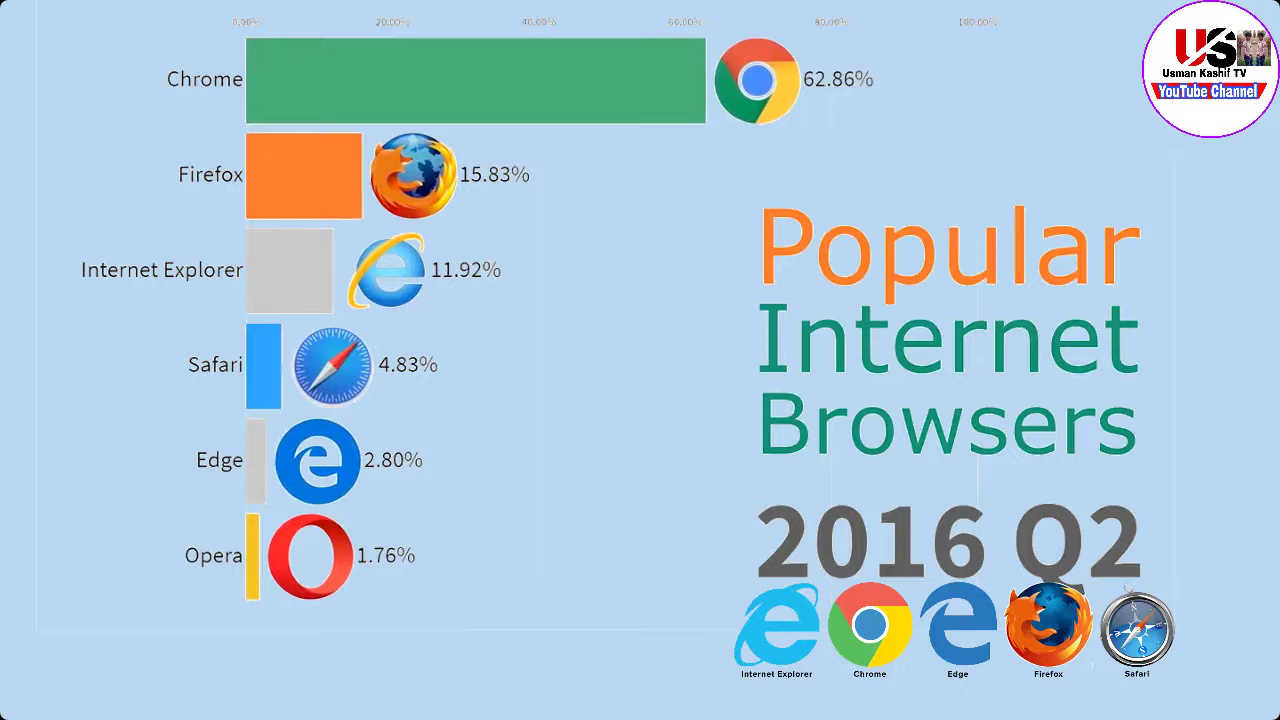 0.00% 20.00% 40.00% 60.00% 80.00% 100.00%
US
Usman Kashif TV
YouTube Channel
Chrome 62.86%
Firefox 15.83%
Internet Explorer 11.92%
Safari 4.83%
Edge 2.80%
Opera 1.76%
Popular
Internet
Browsers
2016 Q2
Internet Explorer Chrome Edge Firefox Safari